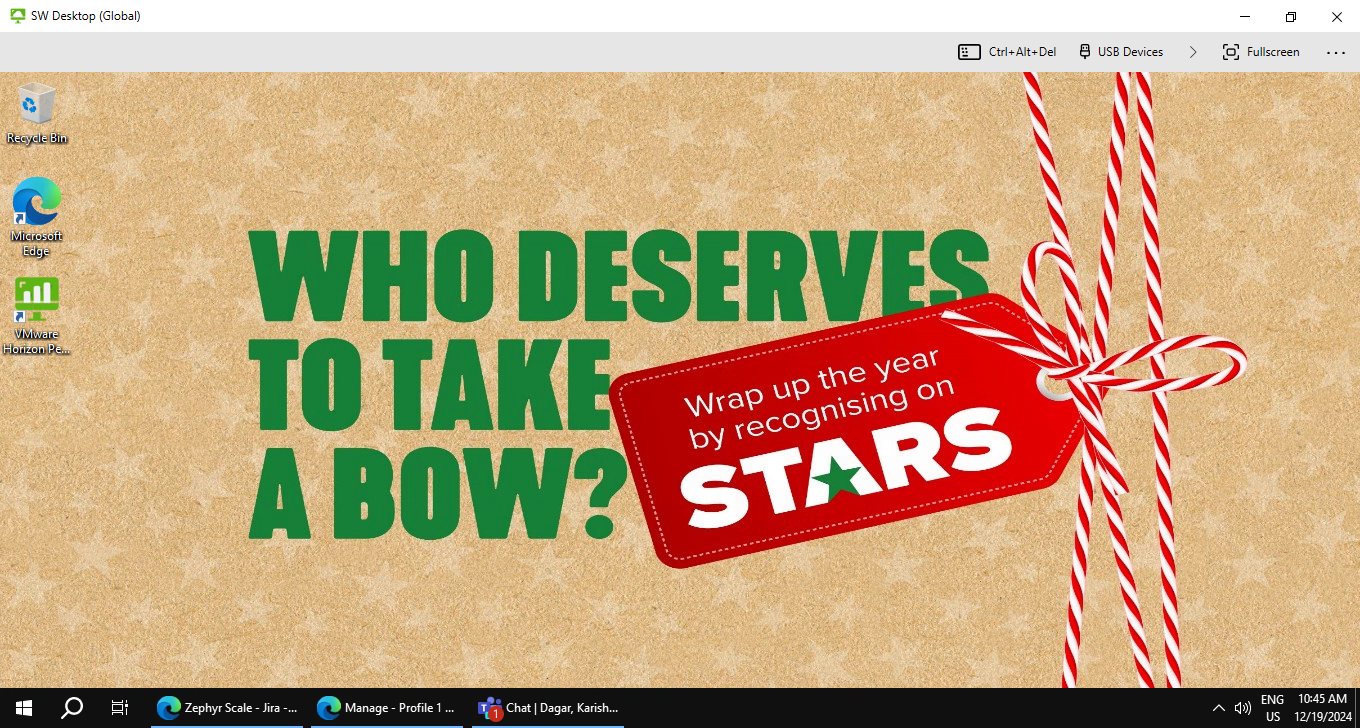 SW Desktop (Global)
Ctrl+Alt+Del
USB Devices
Fullscreen
Recycle Bin
Microsoft
Edge
VMware
Horizon Pe...
WHO DESERVES
TO TAKE
A BOW?
Wrap up the year
by recognising on
STARS
Zephyr Scale - Jira -...
Manage - Profile 1 ...
1
Chat | Dagar, Karish...
ENG
US
10:45 AM
12/19/2024